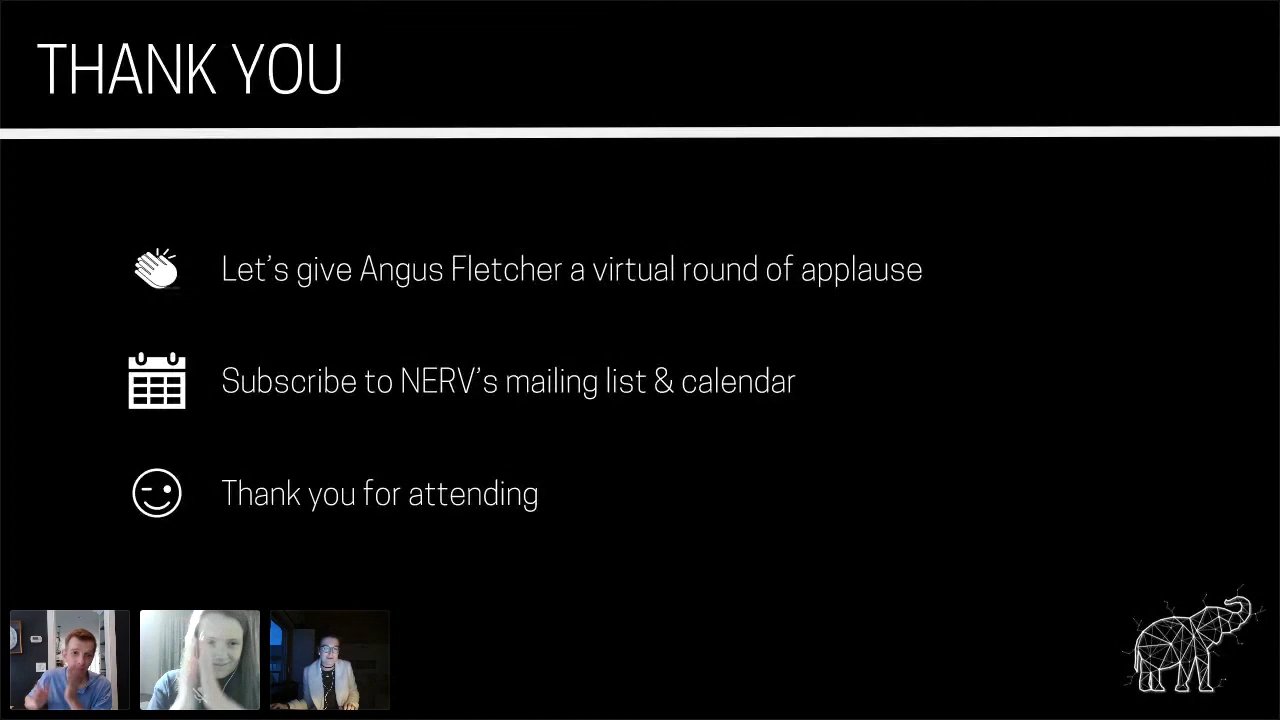 THANK YOU
Let's give Angus Fletcher a virtual round of applause
Subscribe to NERV's mailing list & calendar
Thank you for attending